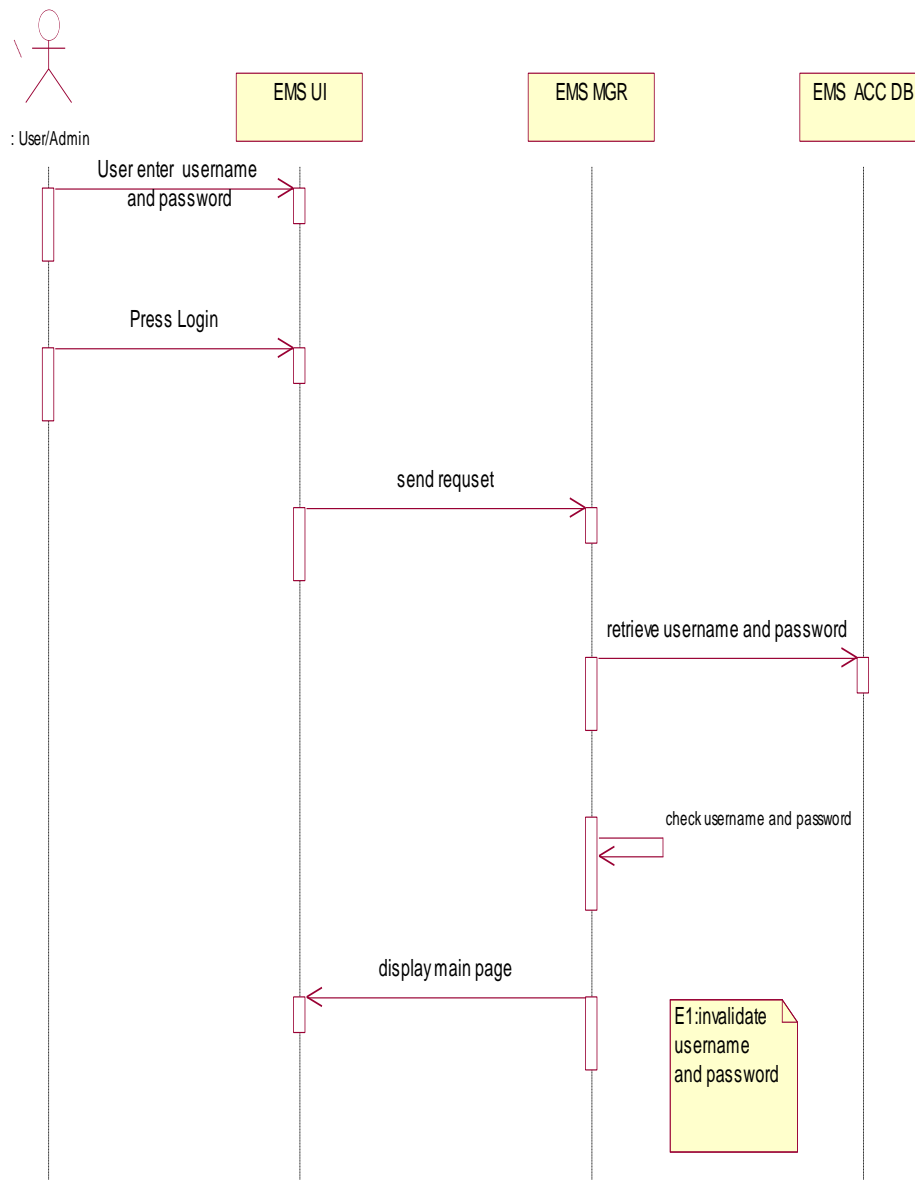 EMS UI
EMS MGR
EMS ACC DB
: User/Admin
User enter username
and password
Press Login
send requset
retrieve username and password
check username and password
display main page
E1:invalidate
username
and password